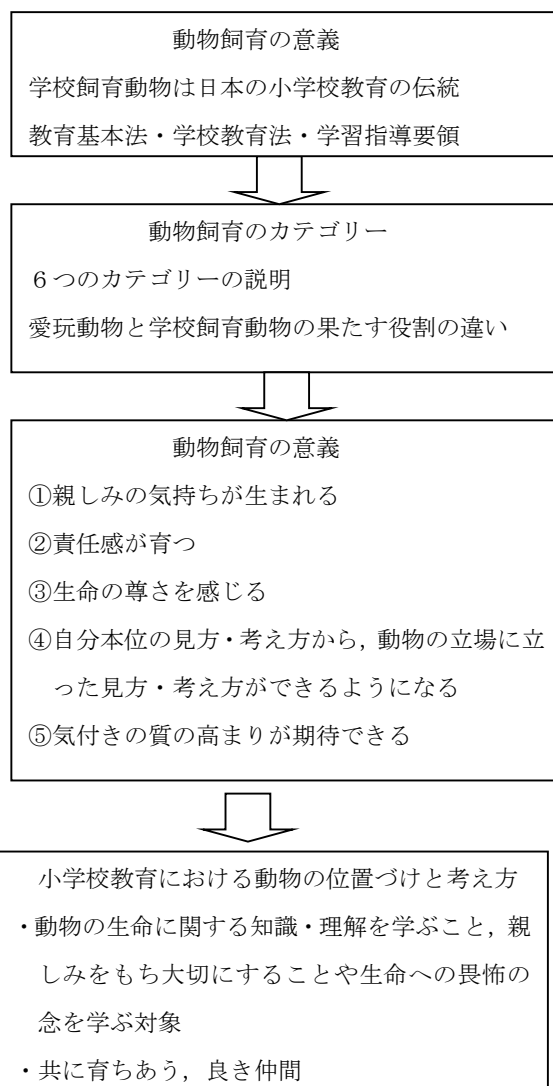 動物飼育の意義
学校飼育動物は日本の小学校教育の伝統
教育基本法・学校教育法・学習指導要領
動物飼育のカテゴリー
６つのカテゴリーの説明
愛玩動物と学校飼育動物の果たす役割の違い
動物飼育の意義
①親しみの気持ちが生まれる
②責任感が育つ
③生命の尊さを感じる
④自分本位の見方・考え方から，動物の立場に立
った見方・考え方ができるようになる
⑤気付きの質の高まりが期待できる
小学校教育における動物の位置づけと考え方
・動物の生命に関する知識・理解を学ぶこと，親
しみをもち大切にすることや生命への畏怖の
念を学ぶ対象
・共に育ちあう，良き仲間